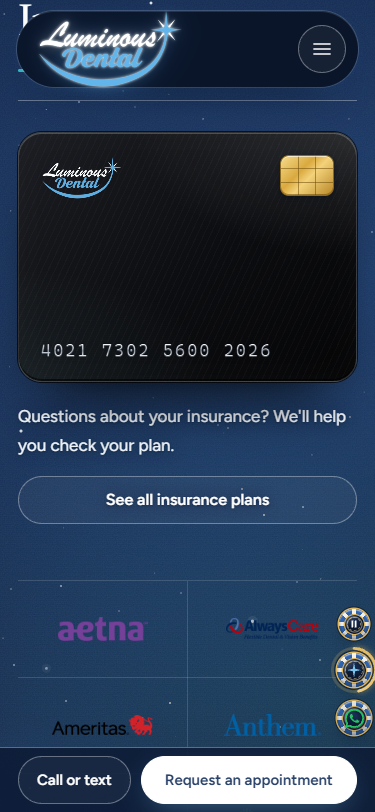 Luminous
Dental
Luminous
Dental
4021 7302 5600 2026
Questions about your insurance? We'll help
you check your plan.
See all insurance plans
aetna
AlwaysCare
Ameritas
Anthem
Call or text
Request an appointment